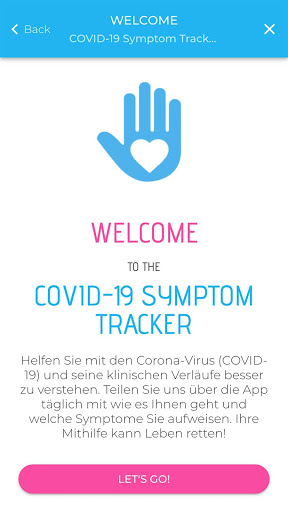 WELCOME
Back
COVID-19 Symptom Track...
WELCOME
TO THE
COVID-19 SYMPTOM
TRACKER
Helfen Sie mit den Corona-Virus (COVID-
19) und seine klinischen Verläufe besser
zu verstehen. Teilen Sie uns über die App
täglich mit wie es Ihnen geht und
welche Symptome Sie aufweisen. Ihre
Mithilfe kann Leben retten!
LET'S GO!